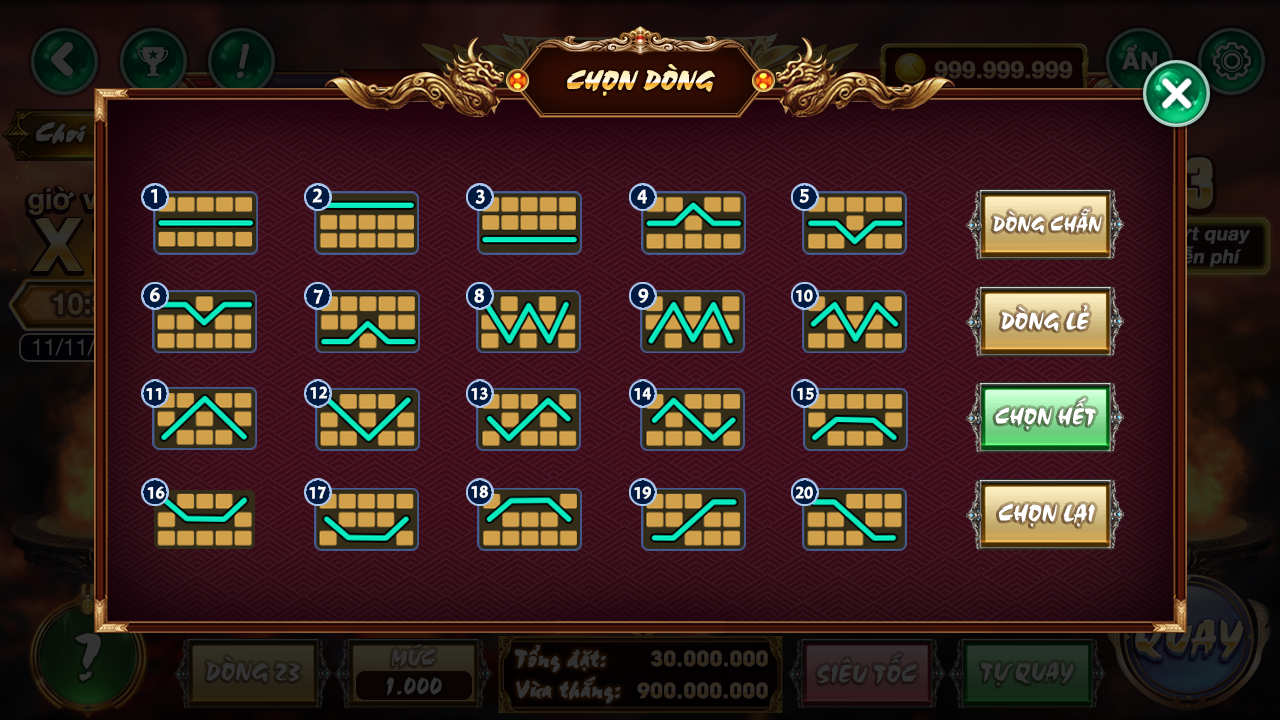 CHỌN DÒNG
ẨN
999.999.999
Chơi
giờ v
X
10:
11/11/
3
rt quay
ễn phí
1
2
3
4
5
DÒNG CHẴN
6
7
8
9
10
DÒNG LẺ
11
12
13
14
15
CHỌN HẾT
16
17
18
19
20
CHỌN LẠI
?
DÒNG 23
MỨC
1.000
Tổng đặt: 30.000.000
Vừa thắng: 900.000.000
SIÊU TỐC
TỰ QUAY
QUAY